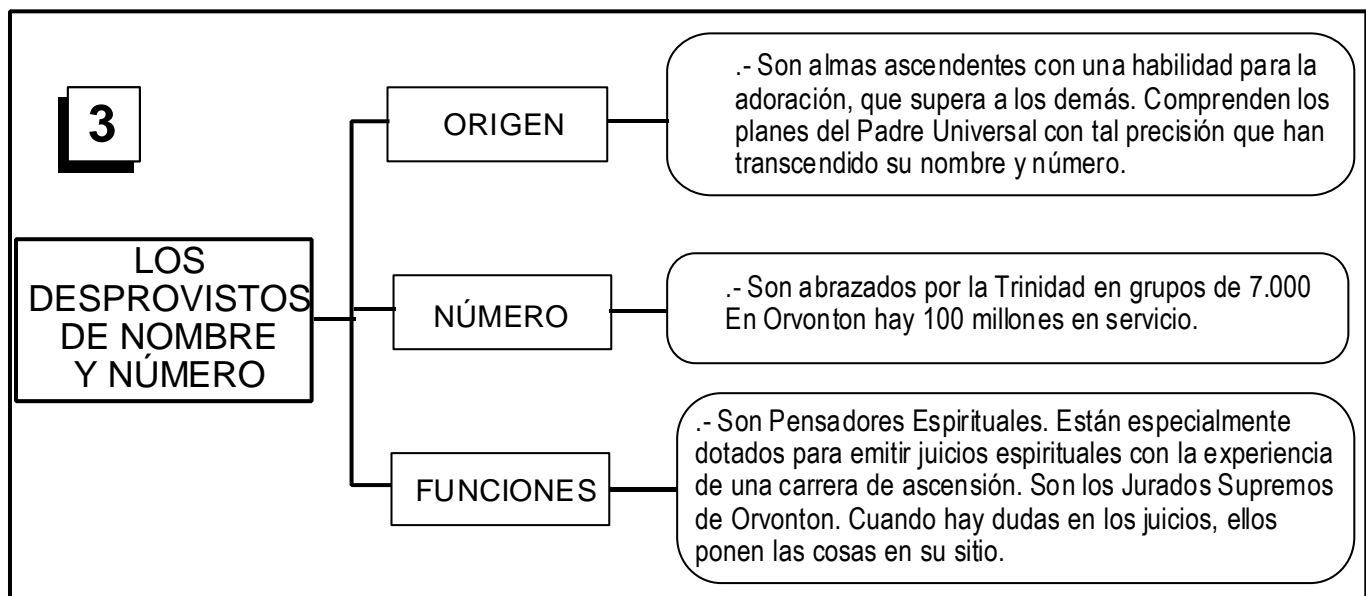 3
LOS
DESPROVISTOS
DE NOMBRE
Y NÚMERO
ORIGEN
.- Son almas ascendentes con una habilidad para la
adoración, que supera a los demás. Comprenden los
planes del Padre Universal con tal precisión que han
transcendido su nombre y número.
NÚMERO
.- Son abrazados por la Trinidad en grupos de 7.000
En Orvonton hay 100 millones en servicio.
FUNCIONES
.- Son Pensadores Espirituales. Están especialmente
dotados para emitir juicios espirituales con la experiencia
de una carrera de ascensión. Son los Jurados Supremos
de Orvonton. Cuando hay dudas en los juicios, ellos
ponen las cosas en su sitio.